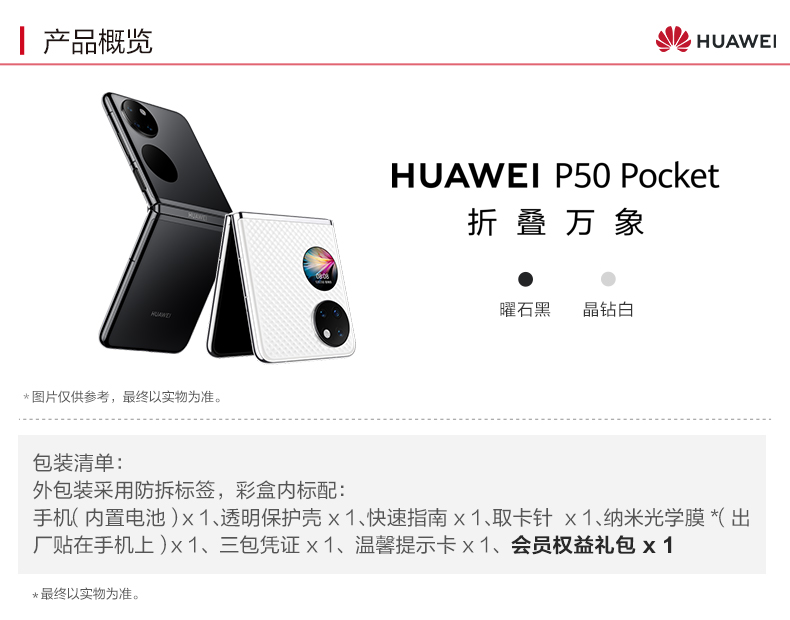 产品概览
HUAWEI
HUAWEI
HUAWEI
08:08
HUAWEI P50 Pocket
折叠万象
曜石黑 晶钻白
*图片仅供参考，最终以实物为准。
包装清单：
外包装采用防拆标签，彩盒内标配：
手机( 内置电池 )x 1、透明保护壳 x 1、快速指南 x 1、取卡针 x 1、纳米光学膜 *( 出
厂贴在手机上 )x 1、三包凭证 x 1、温馨提示卡 x 1、会员权益礼包 x 1
*最终以实物为准。